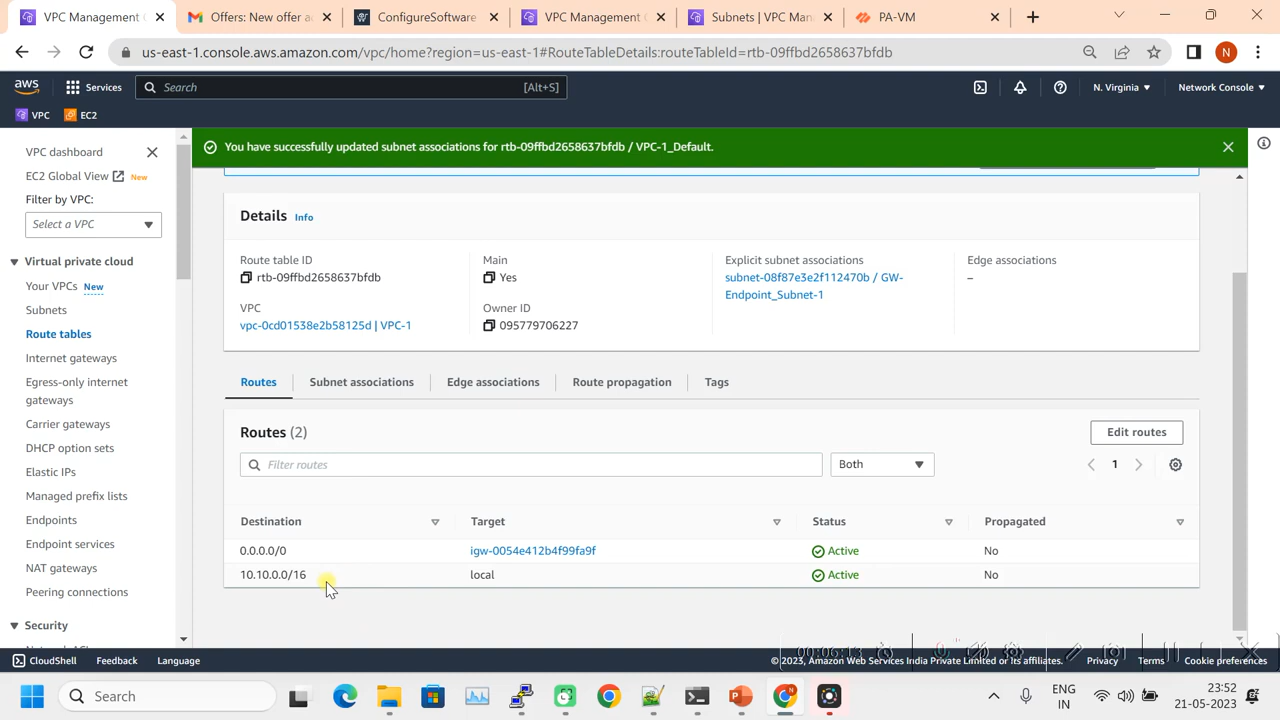 VPC Management C
Offers: New offer a
ConfigureSoftware
VPC Management C
Subnets | VPC Man
PA-VM
us-east-1.console.aws.amazon.com/vpc/home?region=us-east-1#RouteTableDetails:routeTableId=rtb-09ffbd2658637bfdb
N
aws
Services
Search
[Alt+S]
N. Virginia
Network Console
VPC
EC2
VPC dashboard
EC2 Global View
New
Filter by VPC:
Select a VPC
Virtual private cloud
Your VPCs New
Subnets
Route tables
Internet gateways
Egress-only internet
gateways
Carrier gateways
DHCP option sets
Elastic IPs
Managed prefix lists
Endpoints
Endpoint services
NAT gateways
Peering connections
Security
You have successfully updated subnet associations for rtb-09ffbd2658637bfdb / VPC-1_Default.
Details Info
Route table ID
rtb-09ffbd2658637bfdb
Main
Yes
Explicit subnet associations
subnet-08f87e3e2f112470b / GW-
Endpoint_Subnet-1
Edge associations
–
VPC
vpc-0cd01538e2b58125d | VPC-1
Owner ID
095779706227
Routes
Subnet associations
Edge associations
Route propagation
Tags
Routes (2)
Edit routes
Filter routes
Both
1
Destination Target Status Propagated
0.0.0.0/0 igw-0054e412b4f99fa9f Active No
10.10.0.0/16 local Active No
00:06:13
CloudShell
Feedback
Language
© 2023, Amazon Web Services India Private Limited or its affiliates.
Privacy
Terms
Cookie preferences
Search
ENG
IN
23:52
21-05-2023